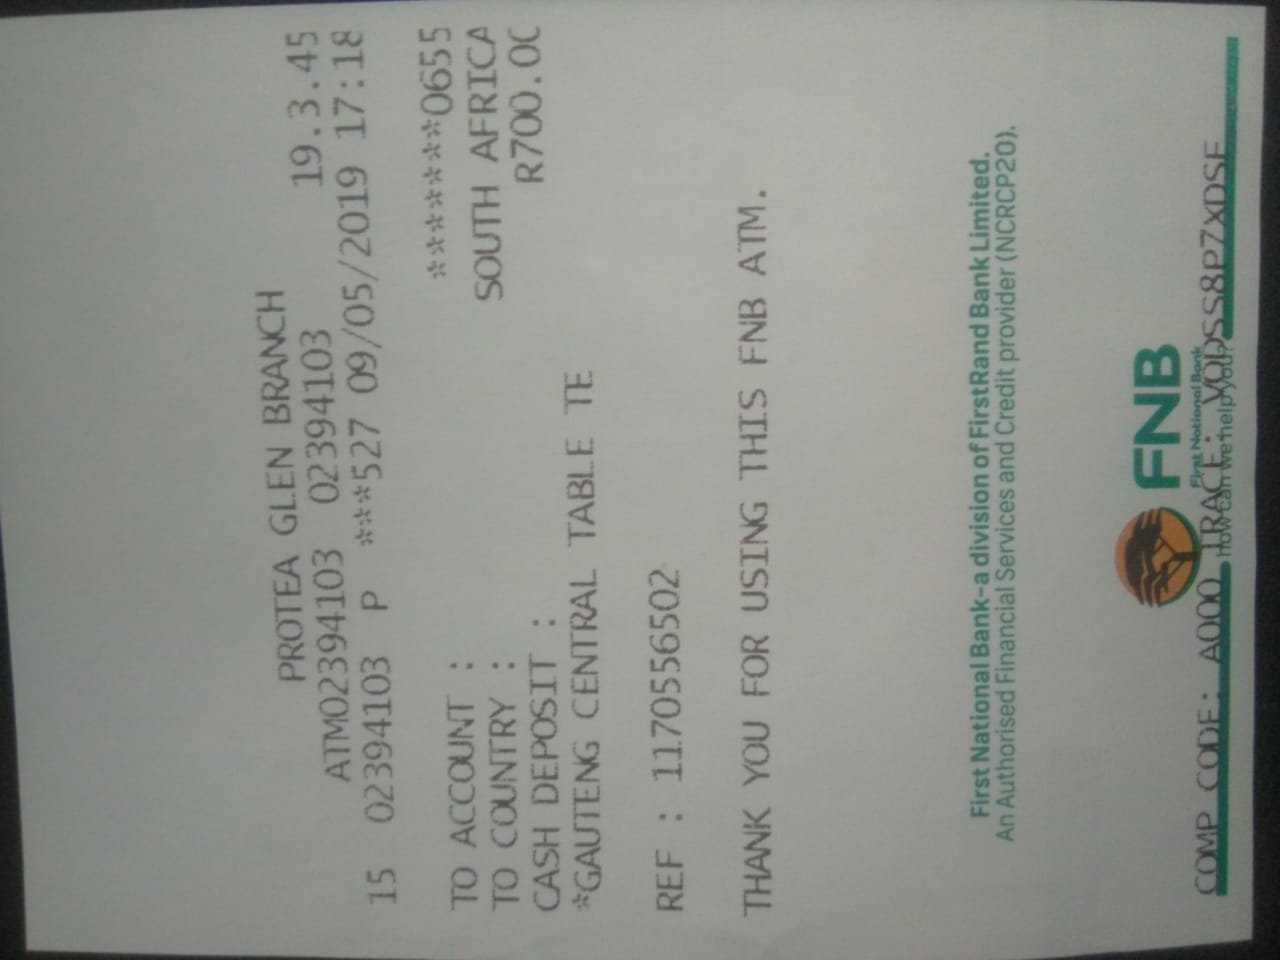 PROTEA GLEN BRANCH
ATM02394103 02394103 19.3.45
15 02394103 P ***527 09/05/2019 17:18
TO ACCOUNT : ******0655
TO COUNTRY : SOUTH AFRICA
CASH DEPOSIT : R700.00
*GAUTENG CENTRAL TABLE TE
REF : 1170556502
THANK YOU FOR USING THIS FNB ATM.
First National Bank - a division of FirstRand Bank Limited.
An Authorised Financial Services and Credit provider (NCRCP20).
FNB
First National Bank
How can we help you?
COMP CODE: A000 TRACE: VQDSS8P7XDSF